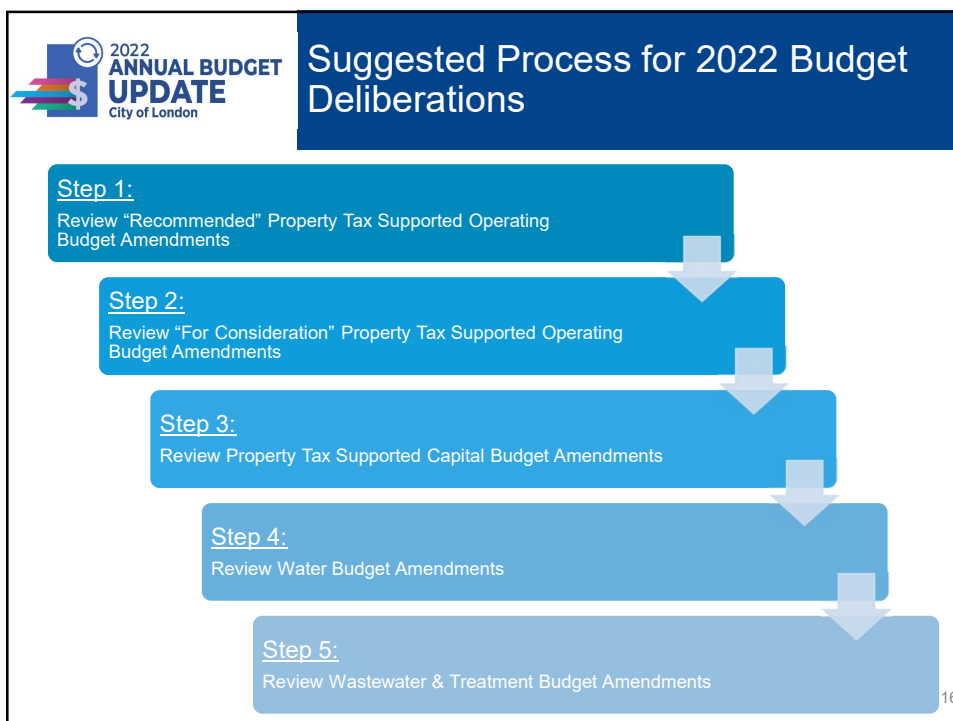 2022
ANNUAL BUDGET
UPDATE
City of London
$
Suggested Process for 2022 Budget
Deliberations
Step 1:
Review “Recommended” Property Tax Supported Operating
Budget Amendments
Step 2:
Review “For Consideration” Property Tax Supported Operating
Budget Amendments
Step 3:
Review Property Tax Supported Capital Budget Amendments
Step 4:
Review Water Budget Amendments
Step 5:
Review Wastewater & Treatment Budget Amendments
16